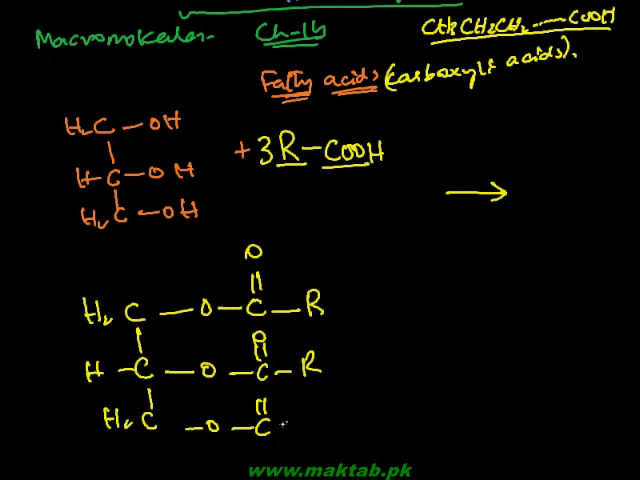 Macromolecules Ch-16
CH3CH2CH2 — COOH
Fatty acids (carboxylic acids).
H2C — OH
H — C — OH
H2C — OH
+ 3 R — COOH
O
H2C — O — C — R
O
H — C — O — C — R
H2C — O — C
www.maktab.pk